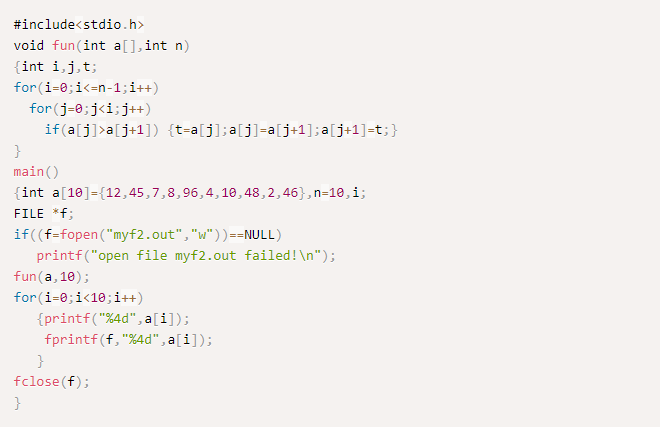 #include<stdio.h>
void fun(int a[],int n)
{int i,j,t;
for(i=0;i<=n-1;i++)
for(j=0;j<i;j++)
if(a[j]>a[j+1]) {t=a[j];a[j]=a[j+1];a[j+1]=t;}
}
main()
{int a[10]={12,45,7,8,96,4,10,48,2,46},n=10,i;
FILE *f;
if((f=fopen("myf2.out","w"))==NULL)
printf("open file myf2.out failed!\n");
fun(a,10);
for(i=0;i<10;i++)
{printf("%4d",a[i]);
fprintf(f,"%4d",a[i]);
}
fclose(f);
}